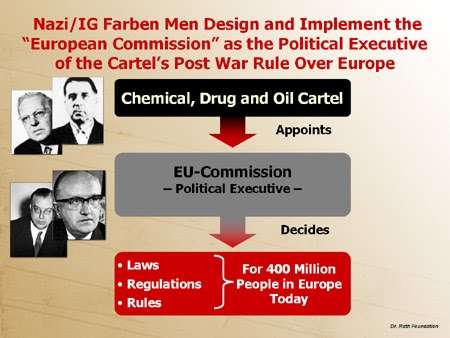 Nazi/IG Farben Men Design and Implement the
“European Commission” as the Political Executive
of the Cartel’s Post War Rule Over Europe
Chemical, Drug and Oil Cartel
Appoints
EU-Commission
– Political Executive –
Decides
• Laws
• Regulations
• Rules
For 400 Million
People in Europe
Today
Dr. Rath Foundation